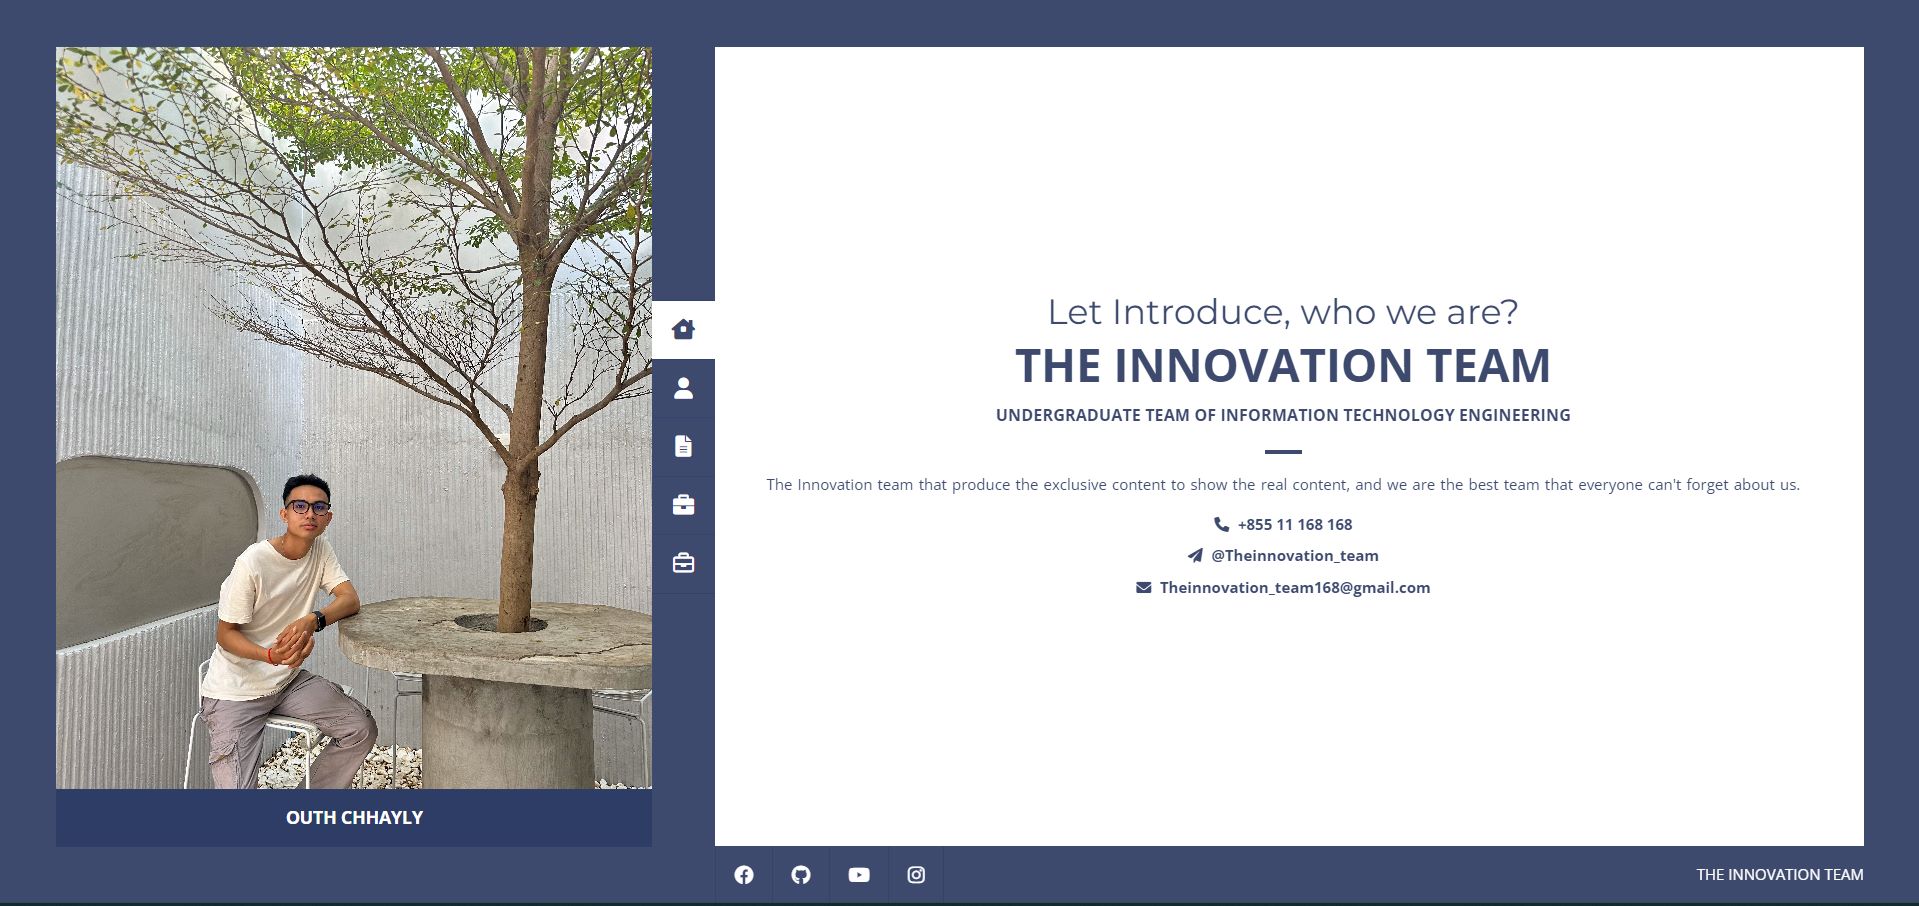 OUTH CHHAYLY
Let Introduce, who we are?
THE INNOVATION TEAM
UNDERGRADUATE TEAM OF INFORMATION TECHNOLOGY ENGINEERING
The Innovation team that produce the exclusive content to show the real content, and we are the best team that everyone can't forget about us.
+855 11 168 168
@Theinnovation_team
Theinnovation_team168@gmail.com
THE INNOVATION TEAM